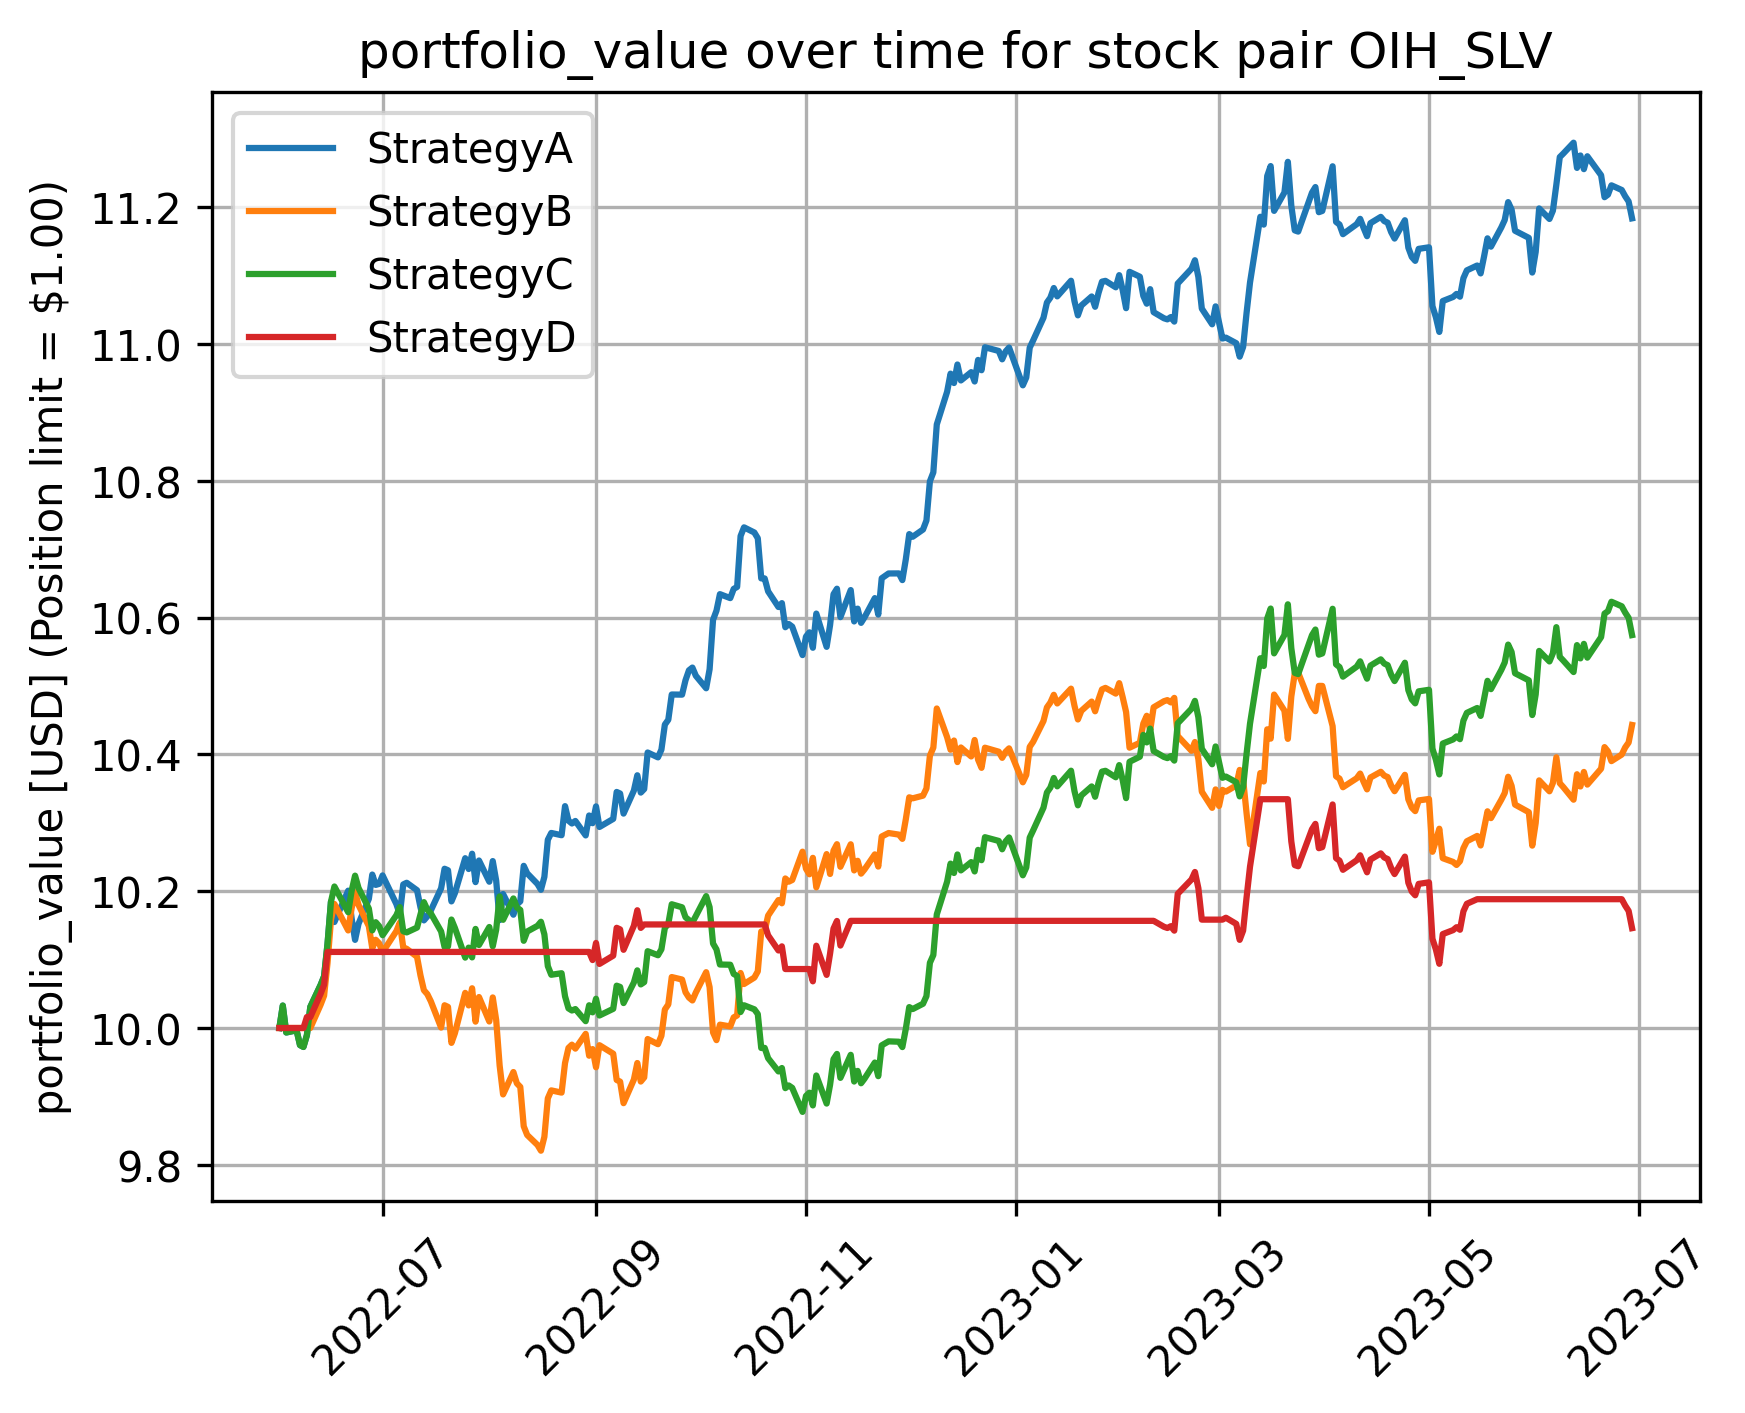 portfolio_value over time for stock pair OIH_SLV
portfolio_value [USD] (Position limit = $1.00)
StrategyA
StrategyB
StrategyC
StrategyD
11.2
11.0
10.8
10.6
10.4
10.2
10.0
9.8
2022-07
2022-09
2022-11
2023-01
2023-03
2023-05
2023-07